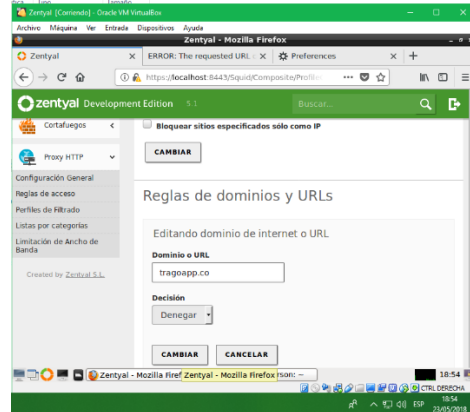 Zentyal [Corriendo] - Oracle VM VirtualBox
Archivo Máquina Ver Entrada Dispositivos Ayuda
Zentyal - Mozilla Firefox
Zentyal
ERROR: The requested URL
Preferences
https://localhost:8443/Squid/Composite/Profile
zentyal Development Edition 5.1
Buscar...
Cortafuegos
Bloquear sitios especificados sólo como IP
CAMBIAR
Proxy HTTP
Configuración General
Reglas de acceso
Perfiles de Filtrado
Listas por categorías
Limitación de Ancho de
Banda
Created by Zentyal S.L.
Reglas de dominios y URLs
Editando dominio de internet o URL
Dominio o URL
tragoapp.co
Decisión
Denegar
CAMBIAR
CANCELAR
Zentyal - Mozilla Firef
Zentyal - Mozilla Firefox
18:54
CTRL DERECHA
ESP
18:54
23/05/2018